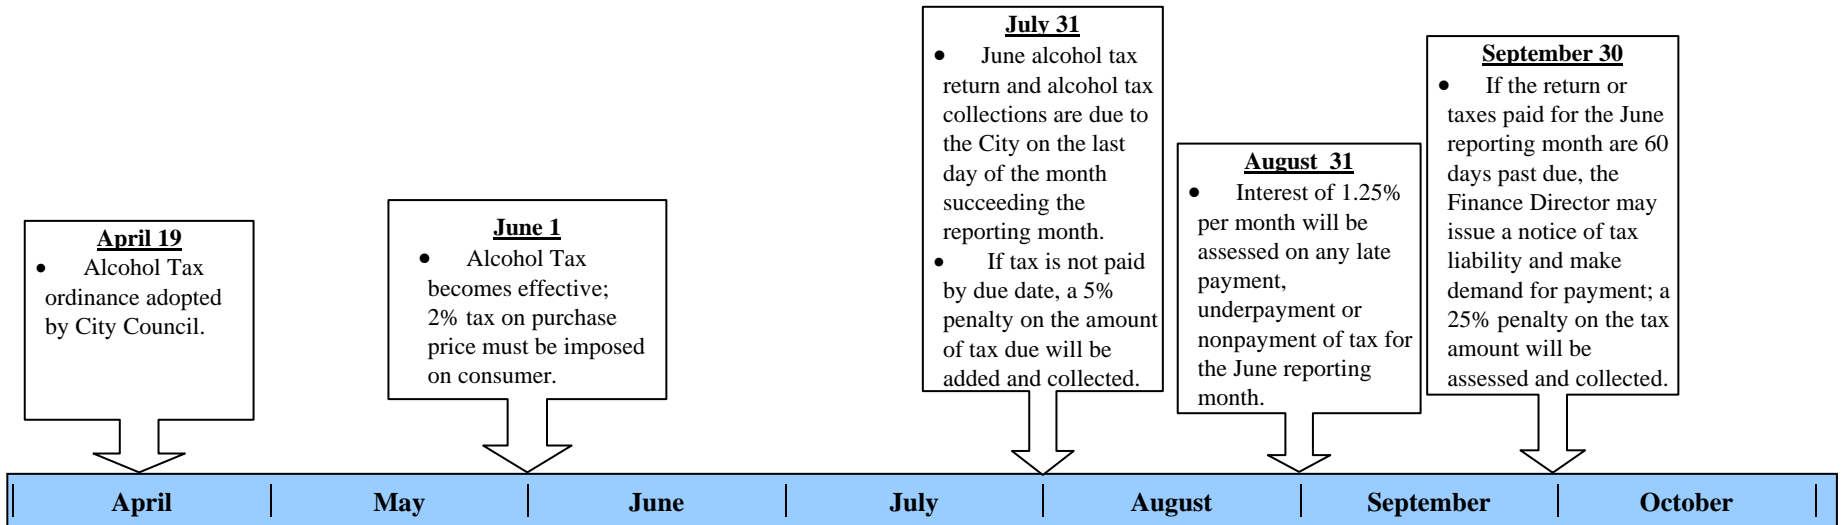 April 19
• Alcohol Tax
ordinance adopted
by City Council.
June 1
• Alcohol Tax
becomes effective;
2% tax on purchase
price must be imposed
on consumer.
July 31
• June alcohol tax
return and alcohol tax
collections are due to
the City on the last
day of the month
succeeding the
reporting month.
• If tax is not paid
by due date, a 5%
penalty on the amount
of tax due will be
added and collected.
August 31
• Interest of 1.25%
per month will be
assessed on any late
payment,
underpayment or
nonpayment of tax for
the June reporting
month.
September 30
• If the return or
taxes paid for the June
reporting month are 60
days past due, the
Finance Director may
issue a notice of tax
liability and make
demand for payment; a
25% penalty on the tax
amount will be
assessed and collected.
April May June July August September October